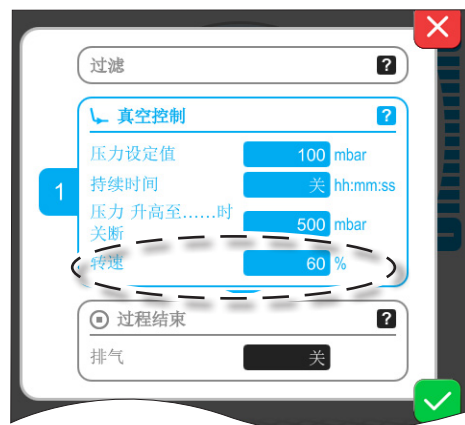 过滤 ?
真空控制 ?
压力设定值 100 mbar
1
持续时间 关 hh:mm:ss
压力 升高至……时
关断 500 mbar
转速 60 %
过程结束 ?
排气 关